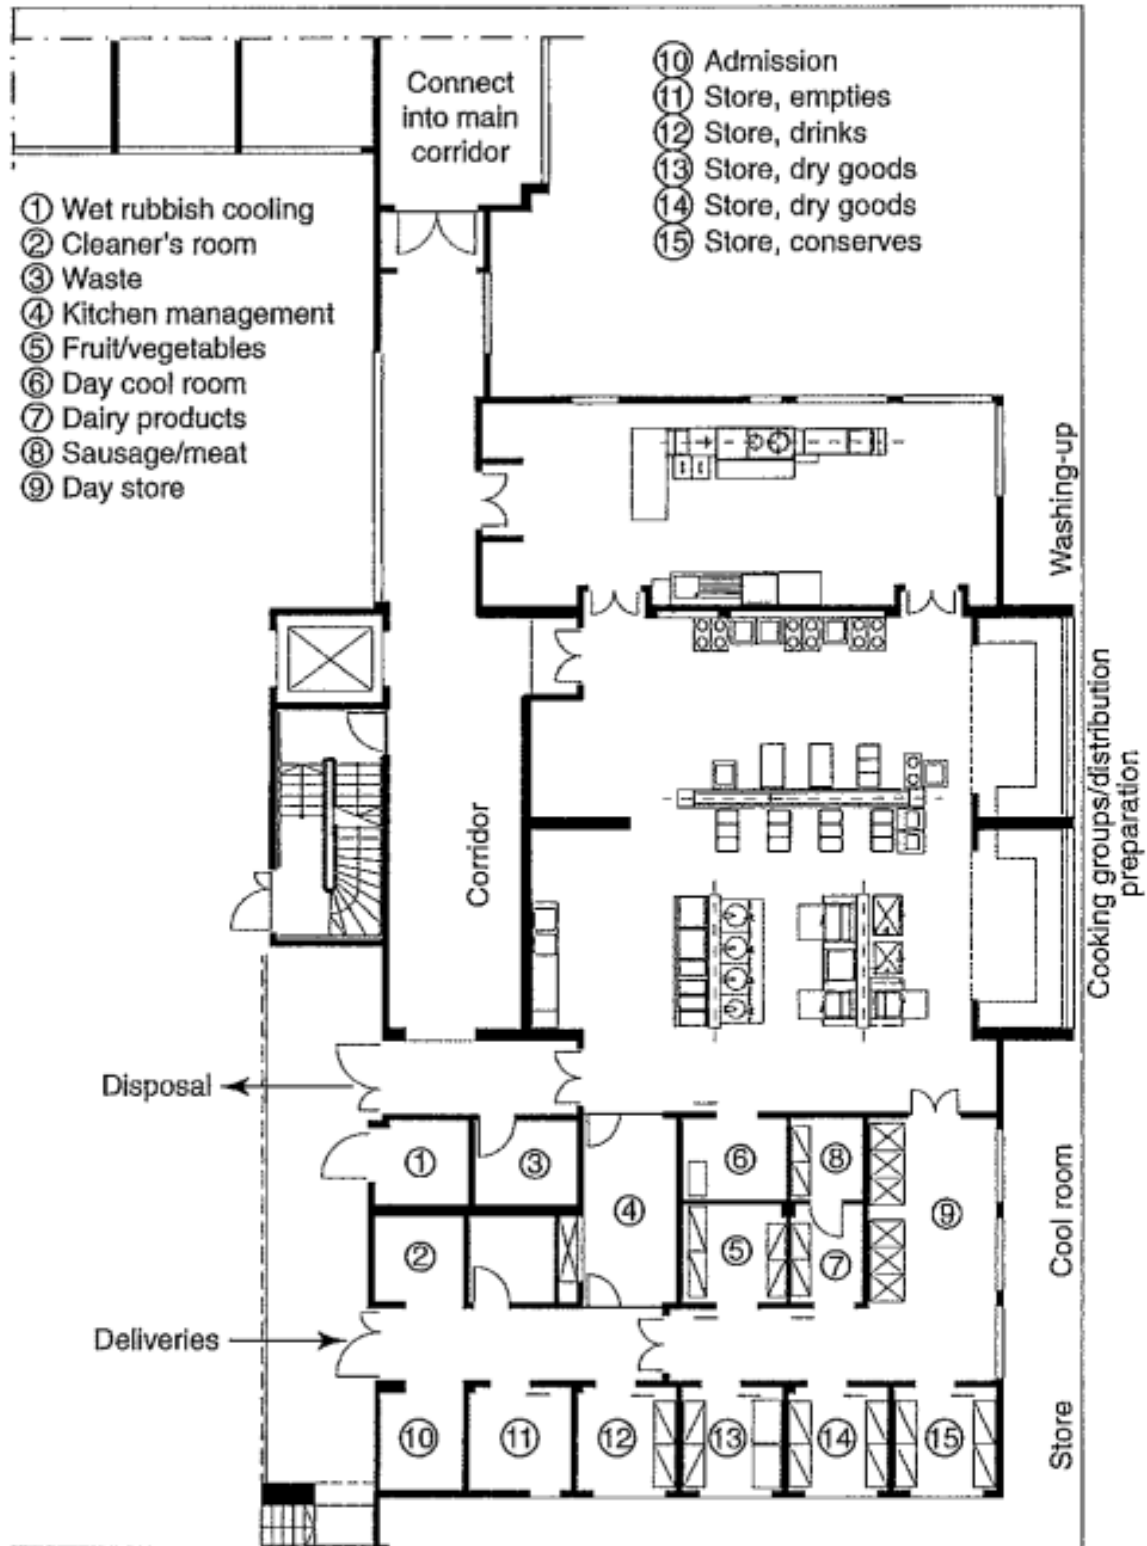 Connect
into main
corridor
⑩ Admission
⑪ Store, empties
⑫ Store, drinks
⑬ Store, dry goods
⑭ Store, dry goods
⑮ Store, conserves
① Wet rubbish cooling
② Cleaner's room
③ Waste
④ Kitchen management
⑤ Fruit/vegetables
⑥ Day cool room
⑦ Dairy products
⑧ Sausage/meat
⑨ Day store
Washing-up
Cooking groups/distribution
preparation
Corridor
Disposal
①
③
④
⑥
⑧
⑨
②
⑤
⑦
Cool room
Deliveries
⑩
⑪
⑫
⑬
⑭
⑮
Store